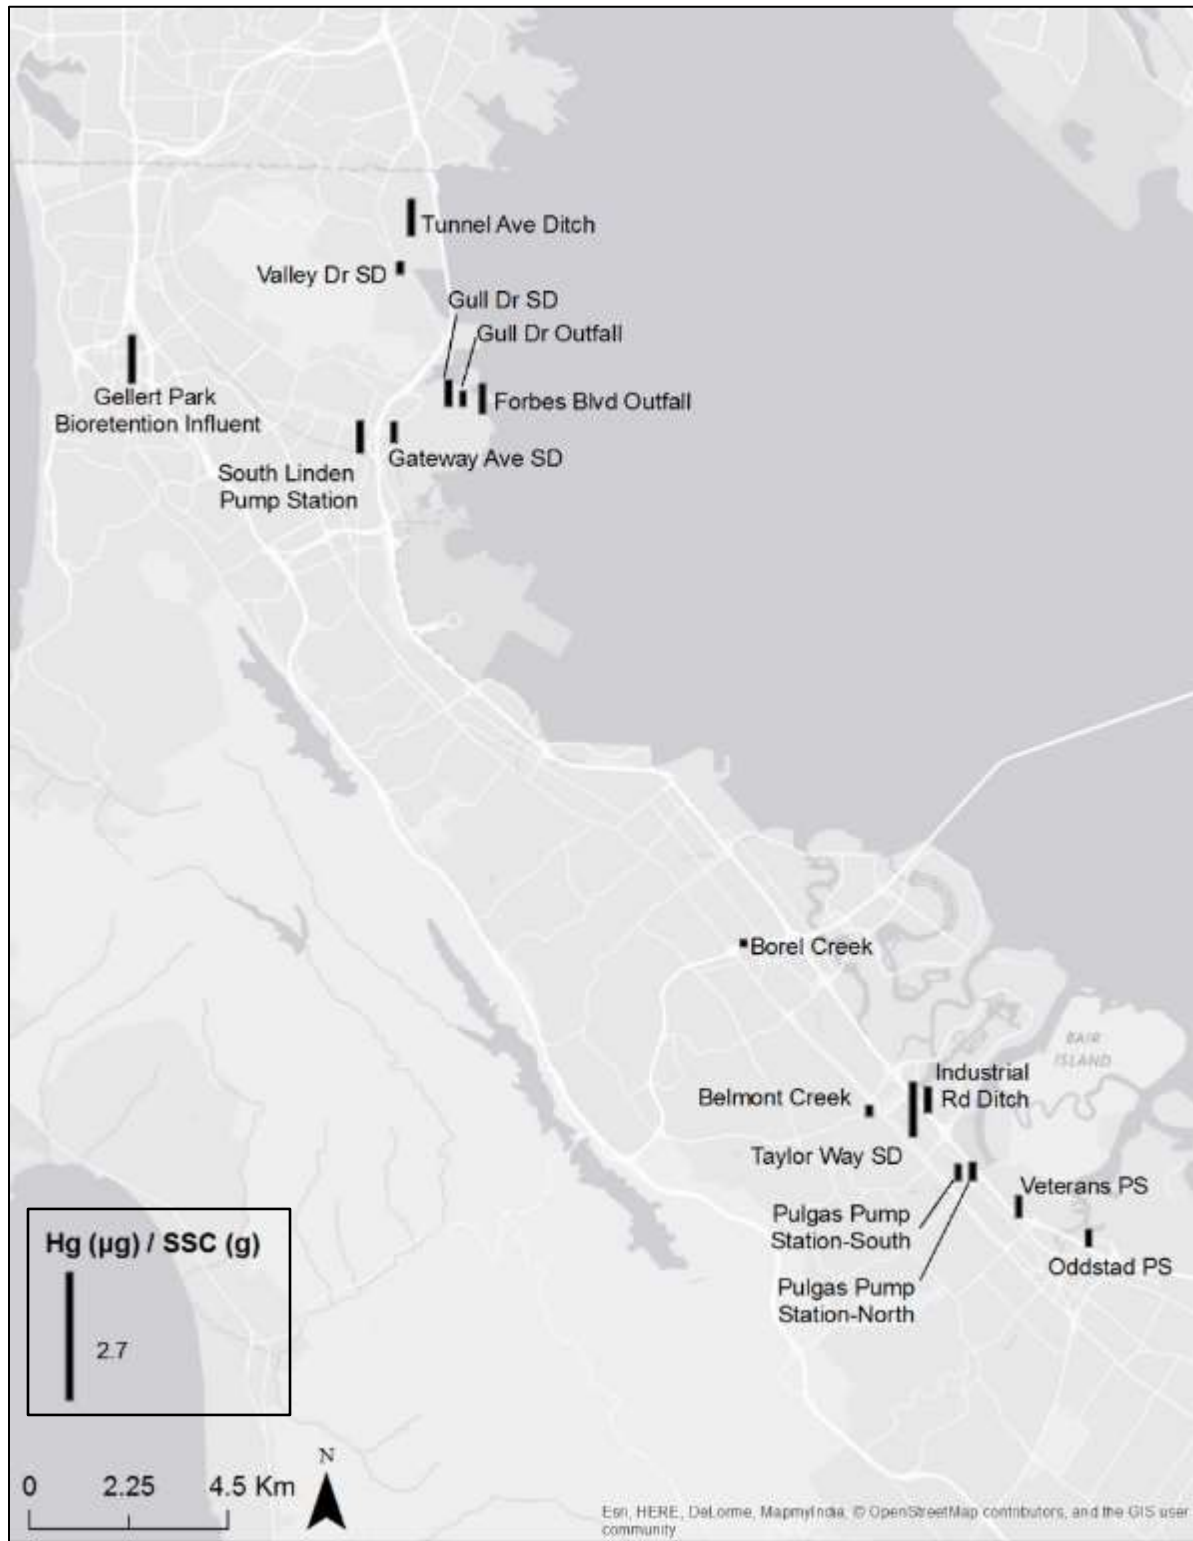 Tunnel Ave Ditch
Valley Dr SD
Gull Dr SD
Gull Dr Outfall
Gellert Park
Bioretention Influent
Forbes Blvd Outfall
Gateway Ave SD
South Linden
Pump Station
Borel Creek
BAIR
ISLAND
Industrial
Rd Ditch
Belmont Creek
Taylor Way SD
Veterans PS
Pulgas Pump
Station-South
Oddstad PS
Pulgas Pump
Station-North
Hg (µg) / SSC (g)
2.7
N
0 2.25 4.5 Km
Esri, HERE, DeLorme, MapmyIndia, © OpenStreetMap contributors, and the GIS user
community